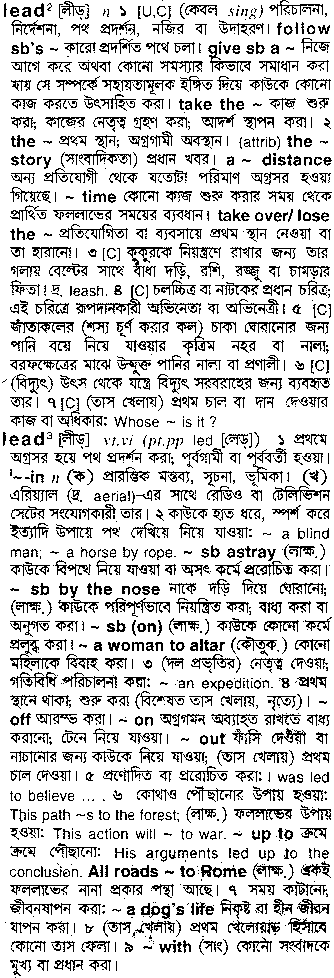 lead² [লীড্] n ১ [U,C] (কেবল sing) পরিচালনা,
নির্দেশনা, পথ প্রদর্শন, নজির বা উদাহরণ। follow
sb's ~ কারো প্রদর্শিত পথে চলা। give sb a ~ নিজে
আগে করে অথবা কোনো সমস্যার কিভাবে সমাধান করা
যায় সে সম্পর্কে সহায়তামূলক ইঙ্গিত দিয়ে কাউকে কোনো
কাজ করতে উৎসাহিত করা। take the ~ কাজ শুরু
করা; কাজের নেতৃত্ব গ্রহণ করা; আদর্শ স্থাপন করা। ২
the ~ প্রথম স্থান; অগ্রগামী অবস্থান। (attrib) the ~
story (সাংবাদিকতা) প্রধান খবর। a ~ distance
অন্য প্রতিযোগী থেকে যতোটা পরিমাণ অগ্রসর হওয়া
গিয়েছে। ~ time কোনো কাজ শুরু করার সময় থেকে
প্রার্থিত ফললাভের সময়ের ব্যবধান। take over/ lose
the ~ প্রতিযোগিতা বা ব্যবসায়ে প্রথম স্থান নেওয়া বা
তা হারানো। ৩ [C] কুকুরকে নিয়ন্ত্রণে রাখার জন্য তার
গলায় বেল্টের সাথে বাঁধা দড়ি, রশি, রজ্জু বা চামড়ার
ফিতা। দ্র. leash. ৪ [C] চলচ্চিত্র বা নাটকের প্রধান চরিত্র;
এই চরিত্রে রূপদানকারী অভিনেতা বা অভিনেত্রী। ৫ [C]
জাঁতাকলের (শস্য চূর্ণ করার কল) চাকা ঘোরানোর জন্য
পানি বয়ে নিয়ে যাওয়ার কৃত্রিম নহর বা নালা;
বরফক্ষেত্রের মাঝে উন্মুক্ত পানির নালা বা প্রণালী। ৬ [C]
(বিদ্যুৎ) উৎস থেকে যন্ত্রে বিদ্যুৎ সরবরাহের জন্য ব্যবহৃত
তার। ৭ [C] (তাস খেলায়) প্রথম চাল বা দান দেওয়ার
কাজ বা অধিকার: Whose ~ is it ?
lead³ [লীড্] vt,vi (pt,pp led [লেড্]) ১ প্রথমে
অগ্রসর হয়ে পথ প্রদর্শন করা; পূর্বগামী বা পূর্ববর্তী হওয়া।
'~-in n (ক) প্রারম্ভিক মন্তব্য, সূচনা, ভূমিকা। (খ)
এরিয়্যাল (দ্র. aerial)-এর সাথে রেডিও বা টেলিভিশন
সেটের সংযোগকারী তার। ২ কাউকে হাত ধরে, স্পর্শ করে
ইত্যাদি উপায়ে পথ দেখিয়ে নিয়ে যাওয়া: ~ a blind
man; ~ a horse by rope. ~ sb astray (লাক্ষ.)
কাউকে বিপথে নিয়ে যাওয়া বা অসৎ কর্মে প্ররোচিত করা।
~ sb by the nose নাকে দড়ি দিয়ে ঘোরানো;
(লাক্ষ.) কাউকে পরিপূর্ণভাবে নিয়ন্ত্রিত করা; বাধ্য করা বা
অনুগত করা। ~ sb (on) (লাক্ষ.) কাউকে কোনো কর্মে
প্রলুব্ধ করা। ~ a woman to altar (কৌতুক.) কোনো
মহিলাকে বিবাহ করা। ৩ (দল প্রভৃতির) নেতৃত্ব দেওয়া;
গতিবিধি পরিচালনা করা: ~ an expedition. ৪ প্রথম
স্থানে থাকা; শুরু করা (বিশেষত তাস খেলায়, নৃত্যে)। ~
off আরম্ভ করা। ~ on অগ্রগমন অব্যাহত রাখতে বাধ্য
করানো; টেনে নিয়ে যাওয়া। ~ out ফাঁসি দেওয়া বা
নাচানোর জন্য কাউকে নিয়ে যাওয়া; (তাস খেলায়) প্রথম
চাল দেওয়া। ৫ প্রণোদিত বা প্ররোচিত করা: I was led
to believe ... . ৬ কোথাও পৌঁছানোর উপায় হওয়া:
This path ~s to the forest; (লাক্ষ.) ফললাভের উপায়
হওয়া: This action will ~ to war. ~ up to ক্রমে
ক্রমে পৌঁছানো: His arguments led up to the
conclusion. All roads ~ to Rome (লাক্ষ.) একই
ফললাভের নানা প্রকার পন্থা আছে। ৭ সময় কাটানো,
জীবনযাপন করা: ~ a dog's life নিকৃষ্ট বা হীন জীবন
যাপন করা। ৮ (তাস খেলায়) প্রথম খেলোয়াড় হিসাবে
কোনো তাস ফেলা। ৯ ~ with (সাং) কোনো সংবাদকে
মুখ্য বা প্রধান করা।